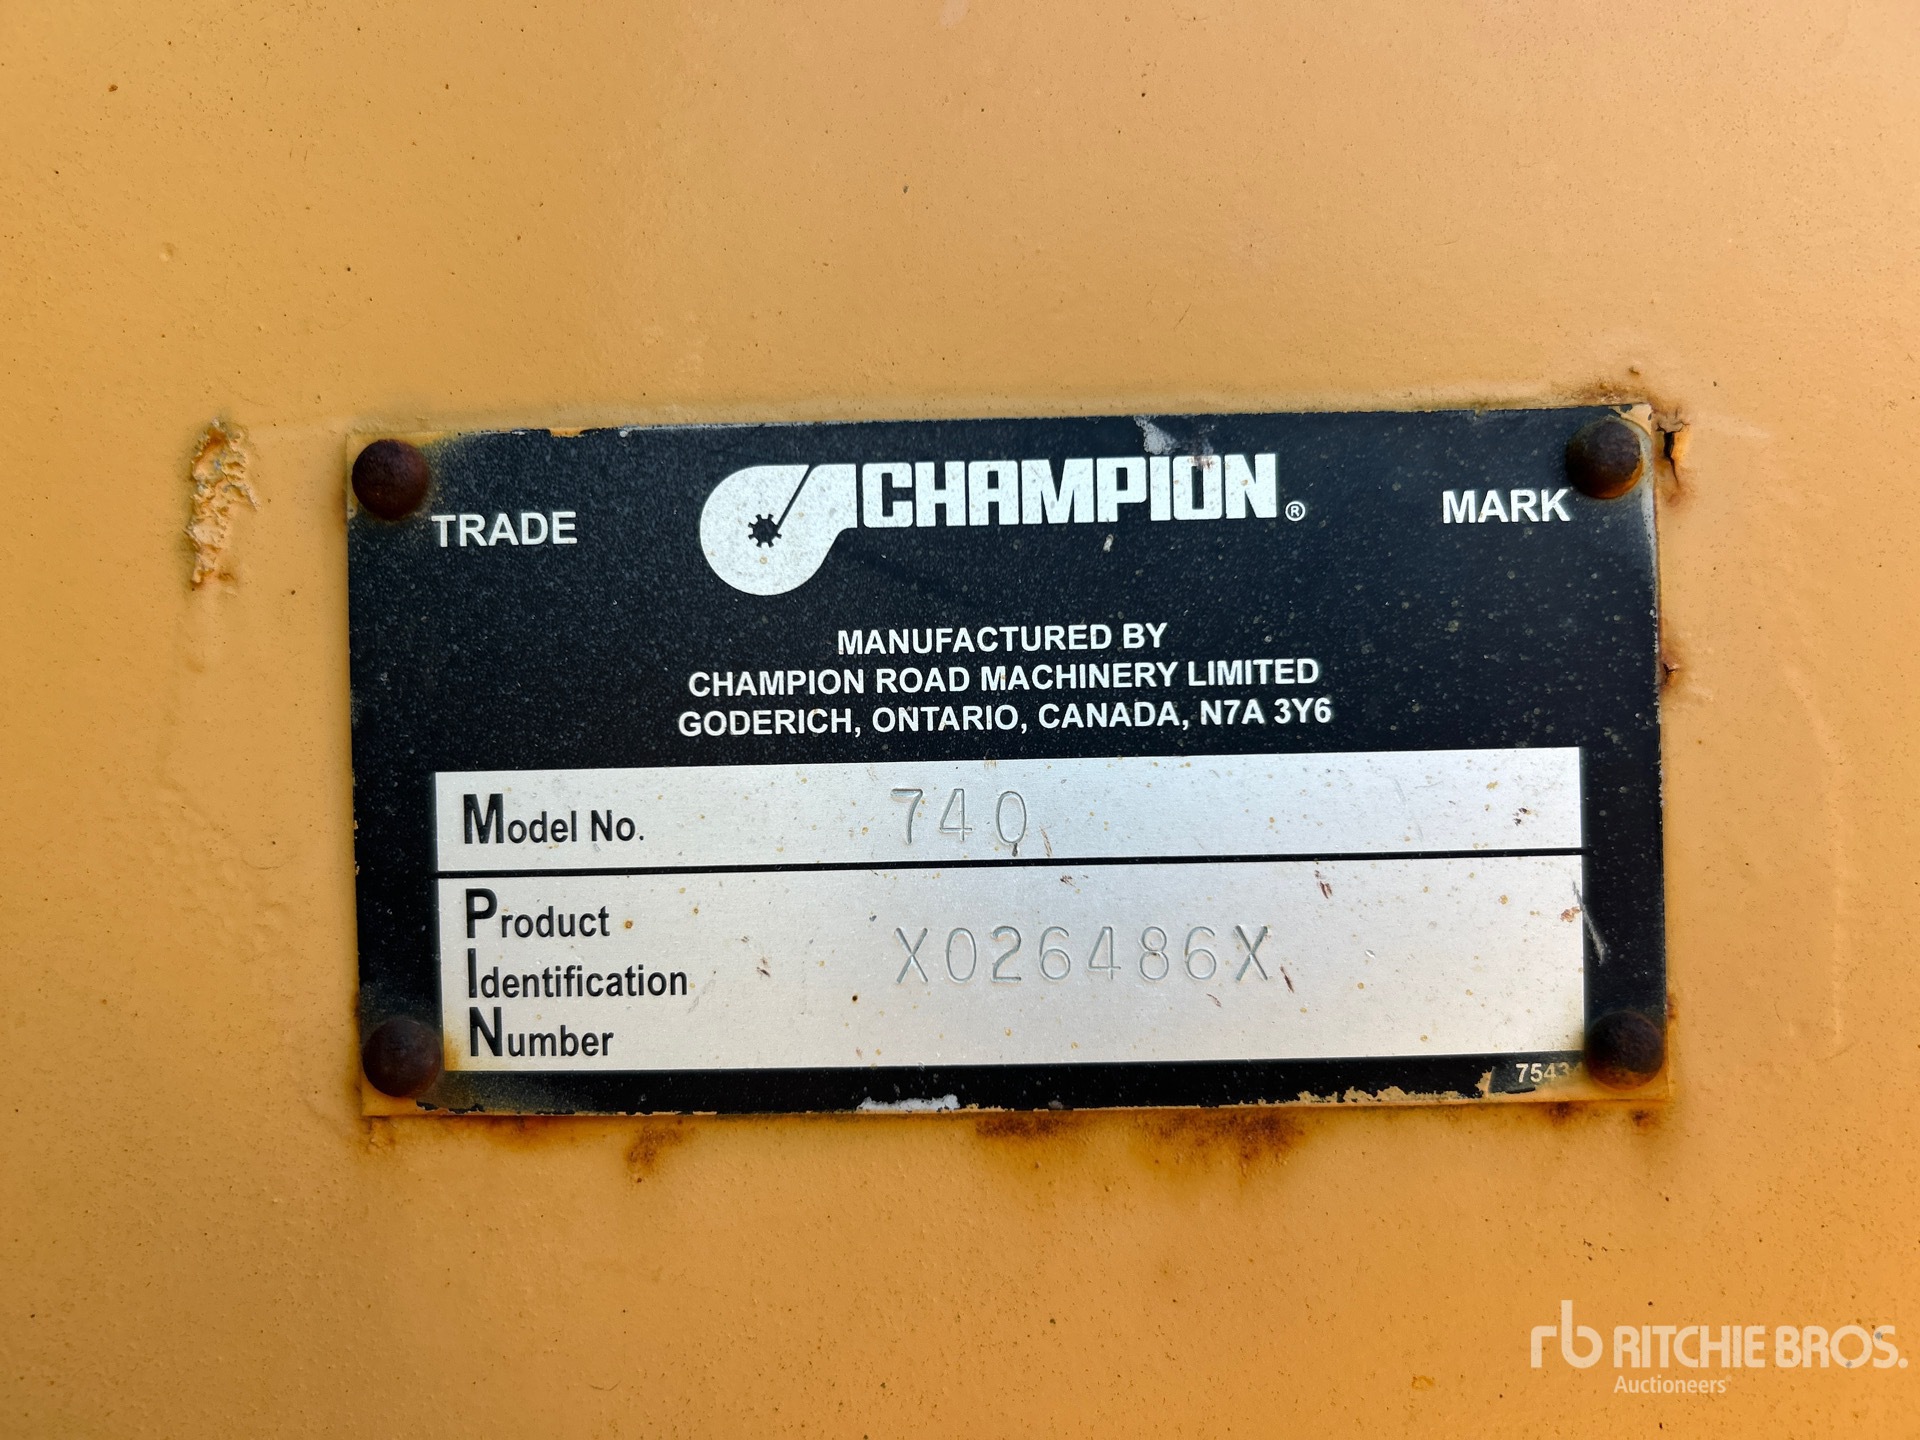 TRADE CHAMPION® MARK
MANUFACTURED BY
CHAMPION ROAD MACHINERY LIMITED
GODERICH, ONTARIO, CANADA, N7A 3Y6
Model No. 740
Product
Identification X026486X
Number
rb RITCHIE BROS.
Auctioneers